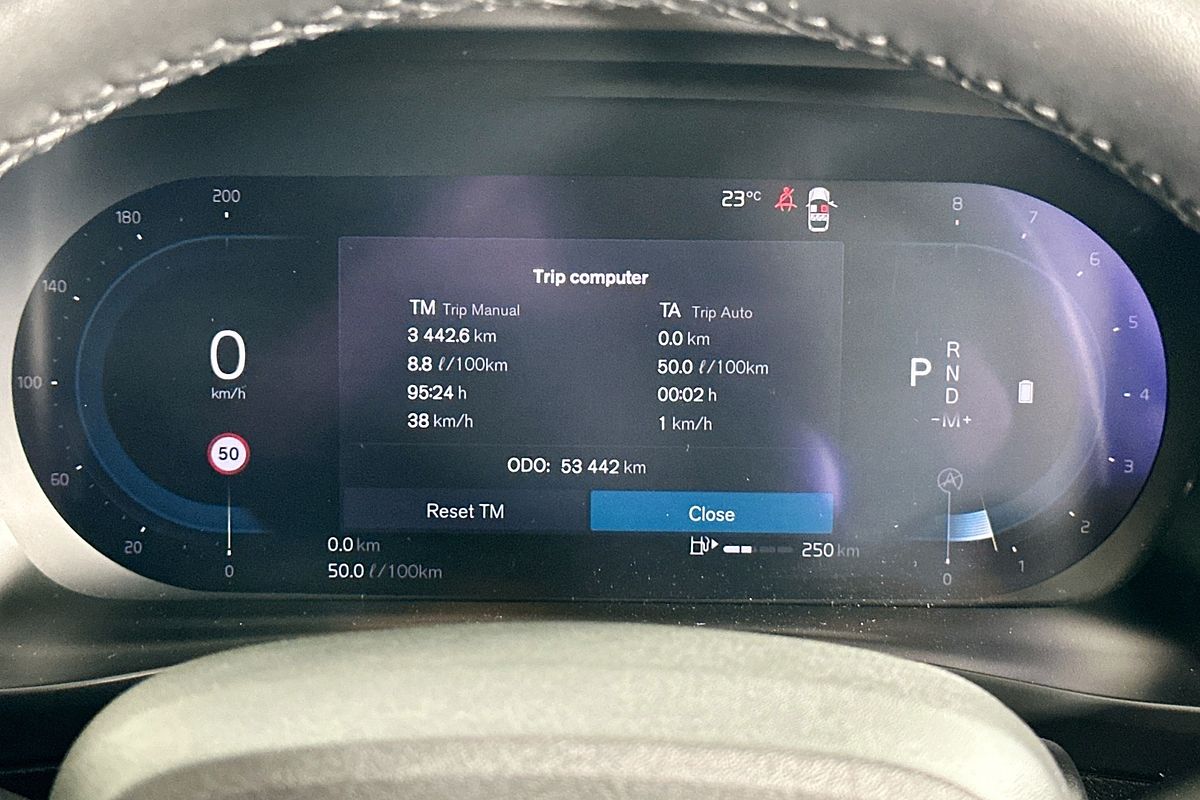 200
180
140
100
60
20
0
0
km/h
50
23°C
Trip computer
TM Trip Manual
3 442.6 km
8.8 ℓ/100km
95:24 h
38 km/h
TA Trip Auto
0.0 km
50.0 ℓ/100km
00:02 h
1 km/h
ODO: 53 442 km
Reset TM
Close
0.0 km
50.0 ℓ/100km
250 km
P
R
N
D
-M+
A
8
7
6
5
4
3
2
1
0